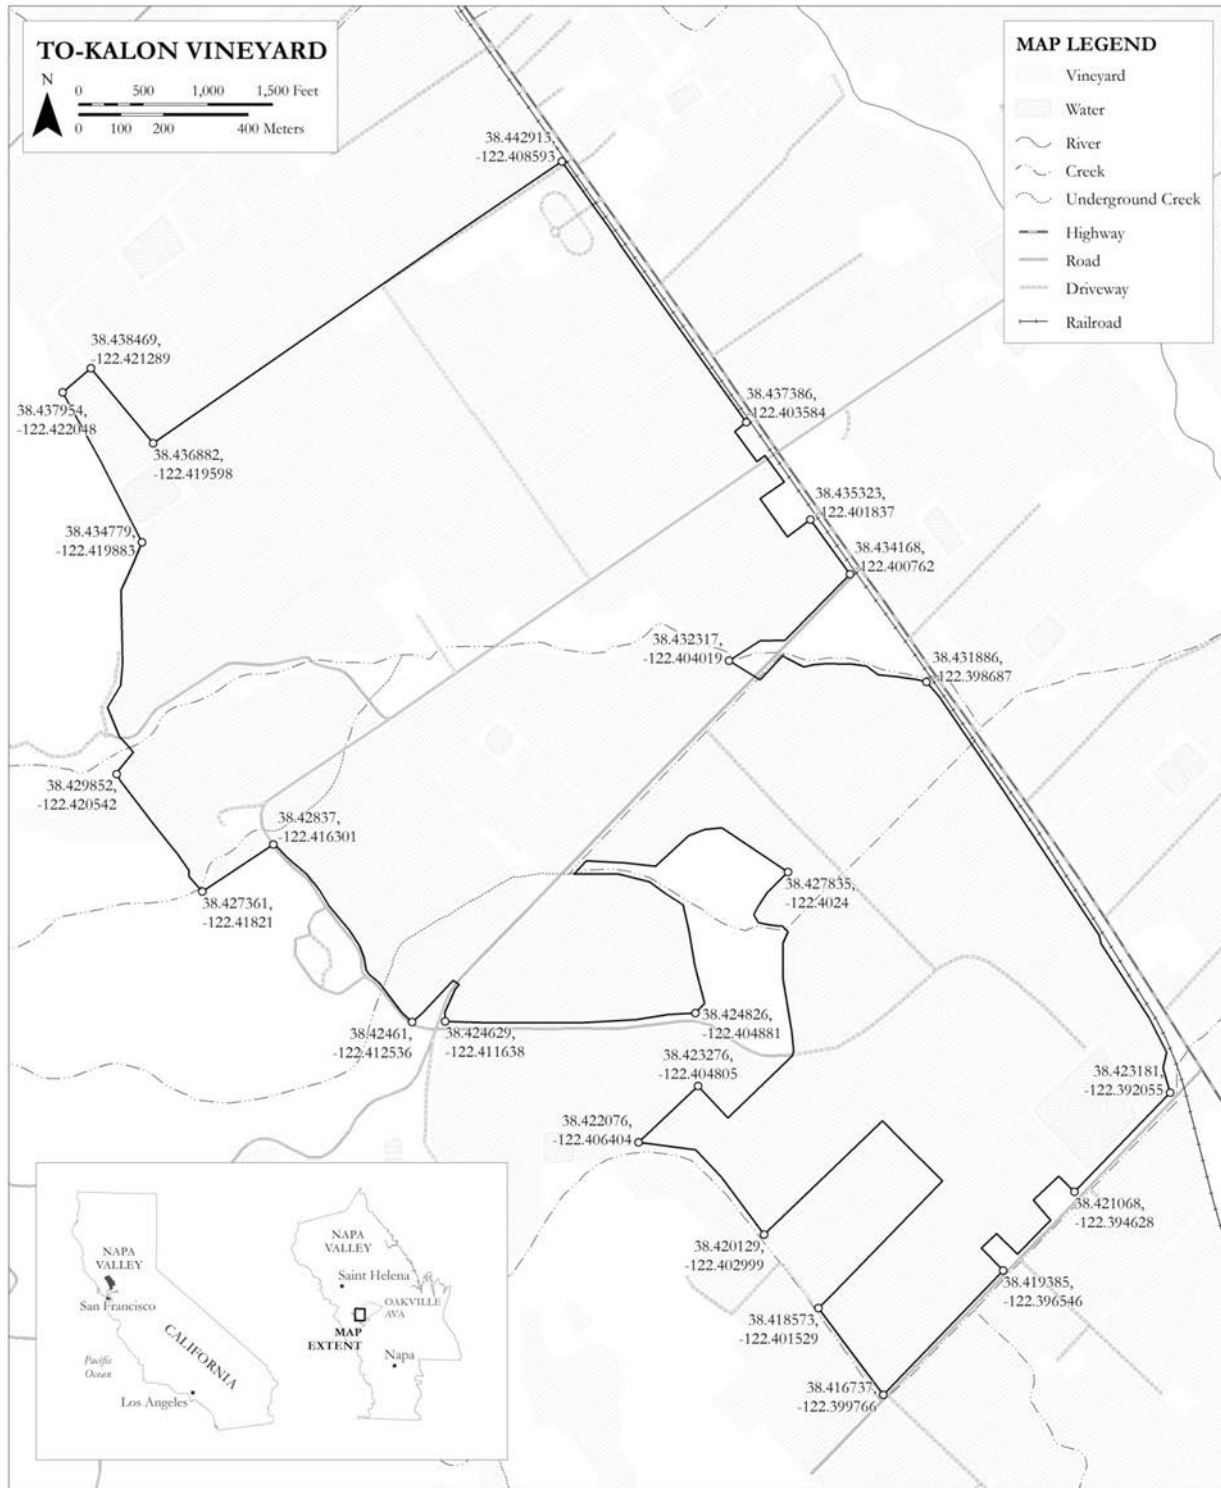 TO-KALON VINEYARD
N
0 500 1,000 1,500 Feet
0 100 200 400 Meters
MAP LEGEND
Vineyard
Water
River
Creek
Underground Creek
Highway
Road
Driveway
Railroad
38.442913,
-122.408593
38.438469,
-122.421289
38.437954,
-122.422048
38.436882,
-122.419598
38.437386,
-122.403584
38.435323,
-122.401837
38.434779,
-122.419883
38.434168,
-122.400762
38.432317,
-122.404019
38.431886,
-122.398687
38.429852,
-122.420542
38.42837,
-122.416301
38.427361,
-122.41821
38.427835,
-122.4024
38.42461,
-122.412536
38.424629,
-122.411638
38.424826,
-122.404881
38.423276,
-122.404805
38.423181,
-122.392055
38.422076,
-122.406404
38.421068,
-122.394628
38.420129,
-122.402999
38.419385,
-122.396546
38.418573,
-122.401529
38.416737,
-122.399766
NAPA
VALLEY
San Francisco
CALIFORNIA
Pacific
Ocean
Los Angeles
NAPA
VALLEY
Saint Helena
OAKVILLE
AVA
MAP
EXTENT
Napa